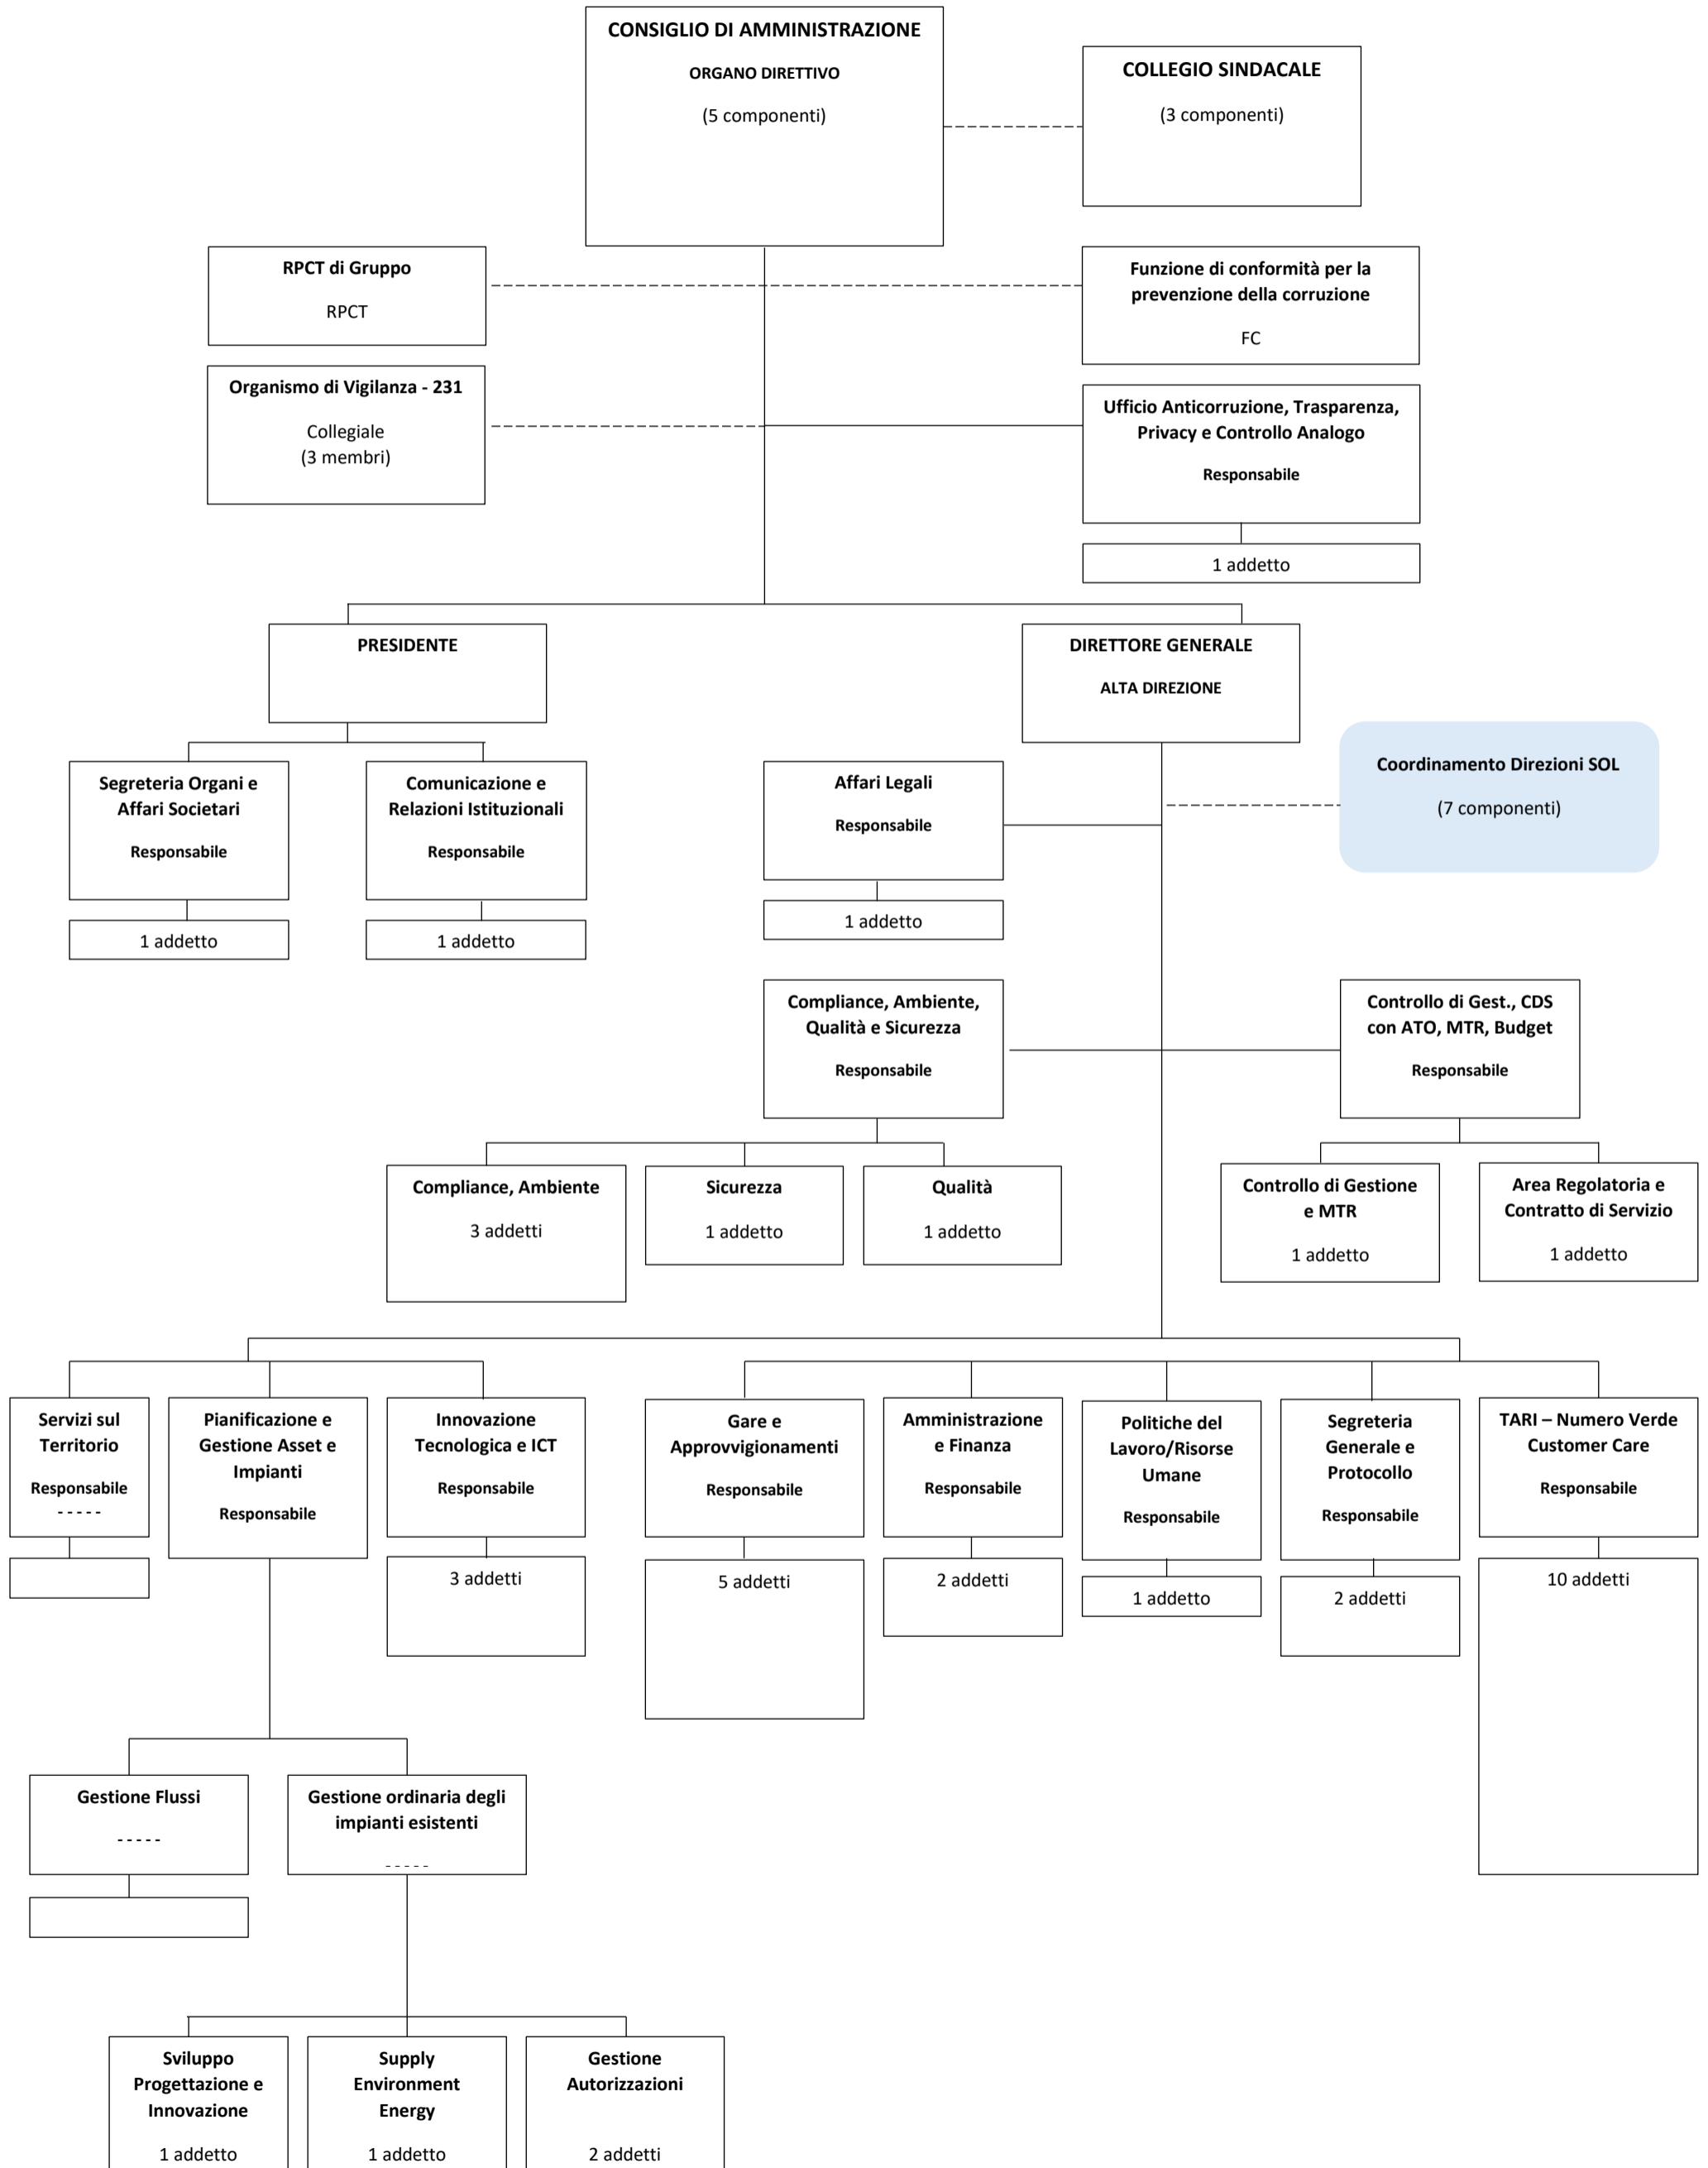 CONSIGLIO DI AMMINISTRAZIONE
ORGANO DIRETTIVO
(5 componenti)
COLLEGIO SINDACALE
(3 componenti)
RPCT di Gruppo
RPCT
Funzione di conformità per la
prevenzione della corruzione
FC
Organismo di Vigilanza - 231
Collegiale
(3 membri)
Ufficio Anticorruzione, Trasparenza,
Privacy e Controllo Analogo
Responsabile
1 addetto
PRESIDENTE
DIRETTORE GENERALE
ALTA DIREZIONE
Segreteria Organi e
Affari Societari
Responsabile
1 addetto
Comunicazione e
Relazioni Istituzionali
Responsabile
1 addetto
Affari Legali
Responsabile
1 addetto
Coordinamento Direzioni SOL
(7 componenti)
Compliance, Ambiente,
Qualità e Sicurezza
Responsabile
Controllo di Gest., CDS
con ATO, MTR, Budget
Responsabile
Compliance, Ambiente
3 addetti
Sicurezza
1 addetto
Qualità
1 addetto
Controllo di Gestione
e MTR
1 addetto
Area Regolatoria e
Contratto di Servizio
1 addetto
Servizi sul
Territorio
Responsabile
- - - - -
Pianificazione e
Gestione Asset e
Impianti
Responsabile
Innovazione
Tecnologica e ICT
Responsabile
3 addetti
Gare e
Approvvigionamenti
Responsabile
5 addetti
Amministrazione
e Finanza
Responsabile
2 addetti
Politiche del
Lavoro/Risorse
Umane
Responsabile
1 addetto
Segreteria
Generale e
Protocollo
Responsabile
2 addetti
TARI – Numero Verde
Customer Care
Responsabile
10 addetti
Gestione Flussi
- - - - -
Gestione ordinaria degli
impianti esistenti
- - - - -
Sviluppo
Progettazione e
Innovazione
1 addetto
Supply
Environment
Energy
1 addetto
Gestione
Autorizzazioni
2 addetti